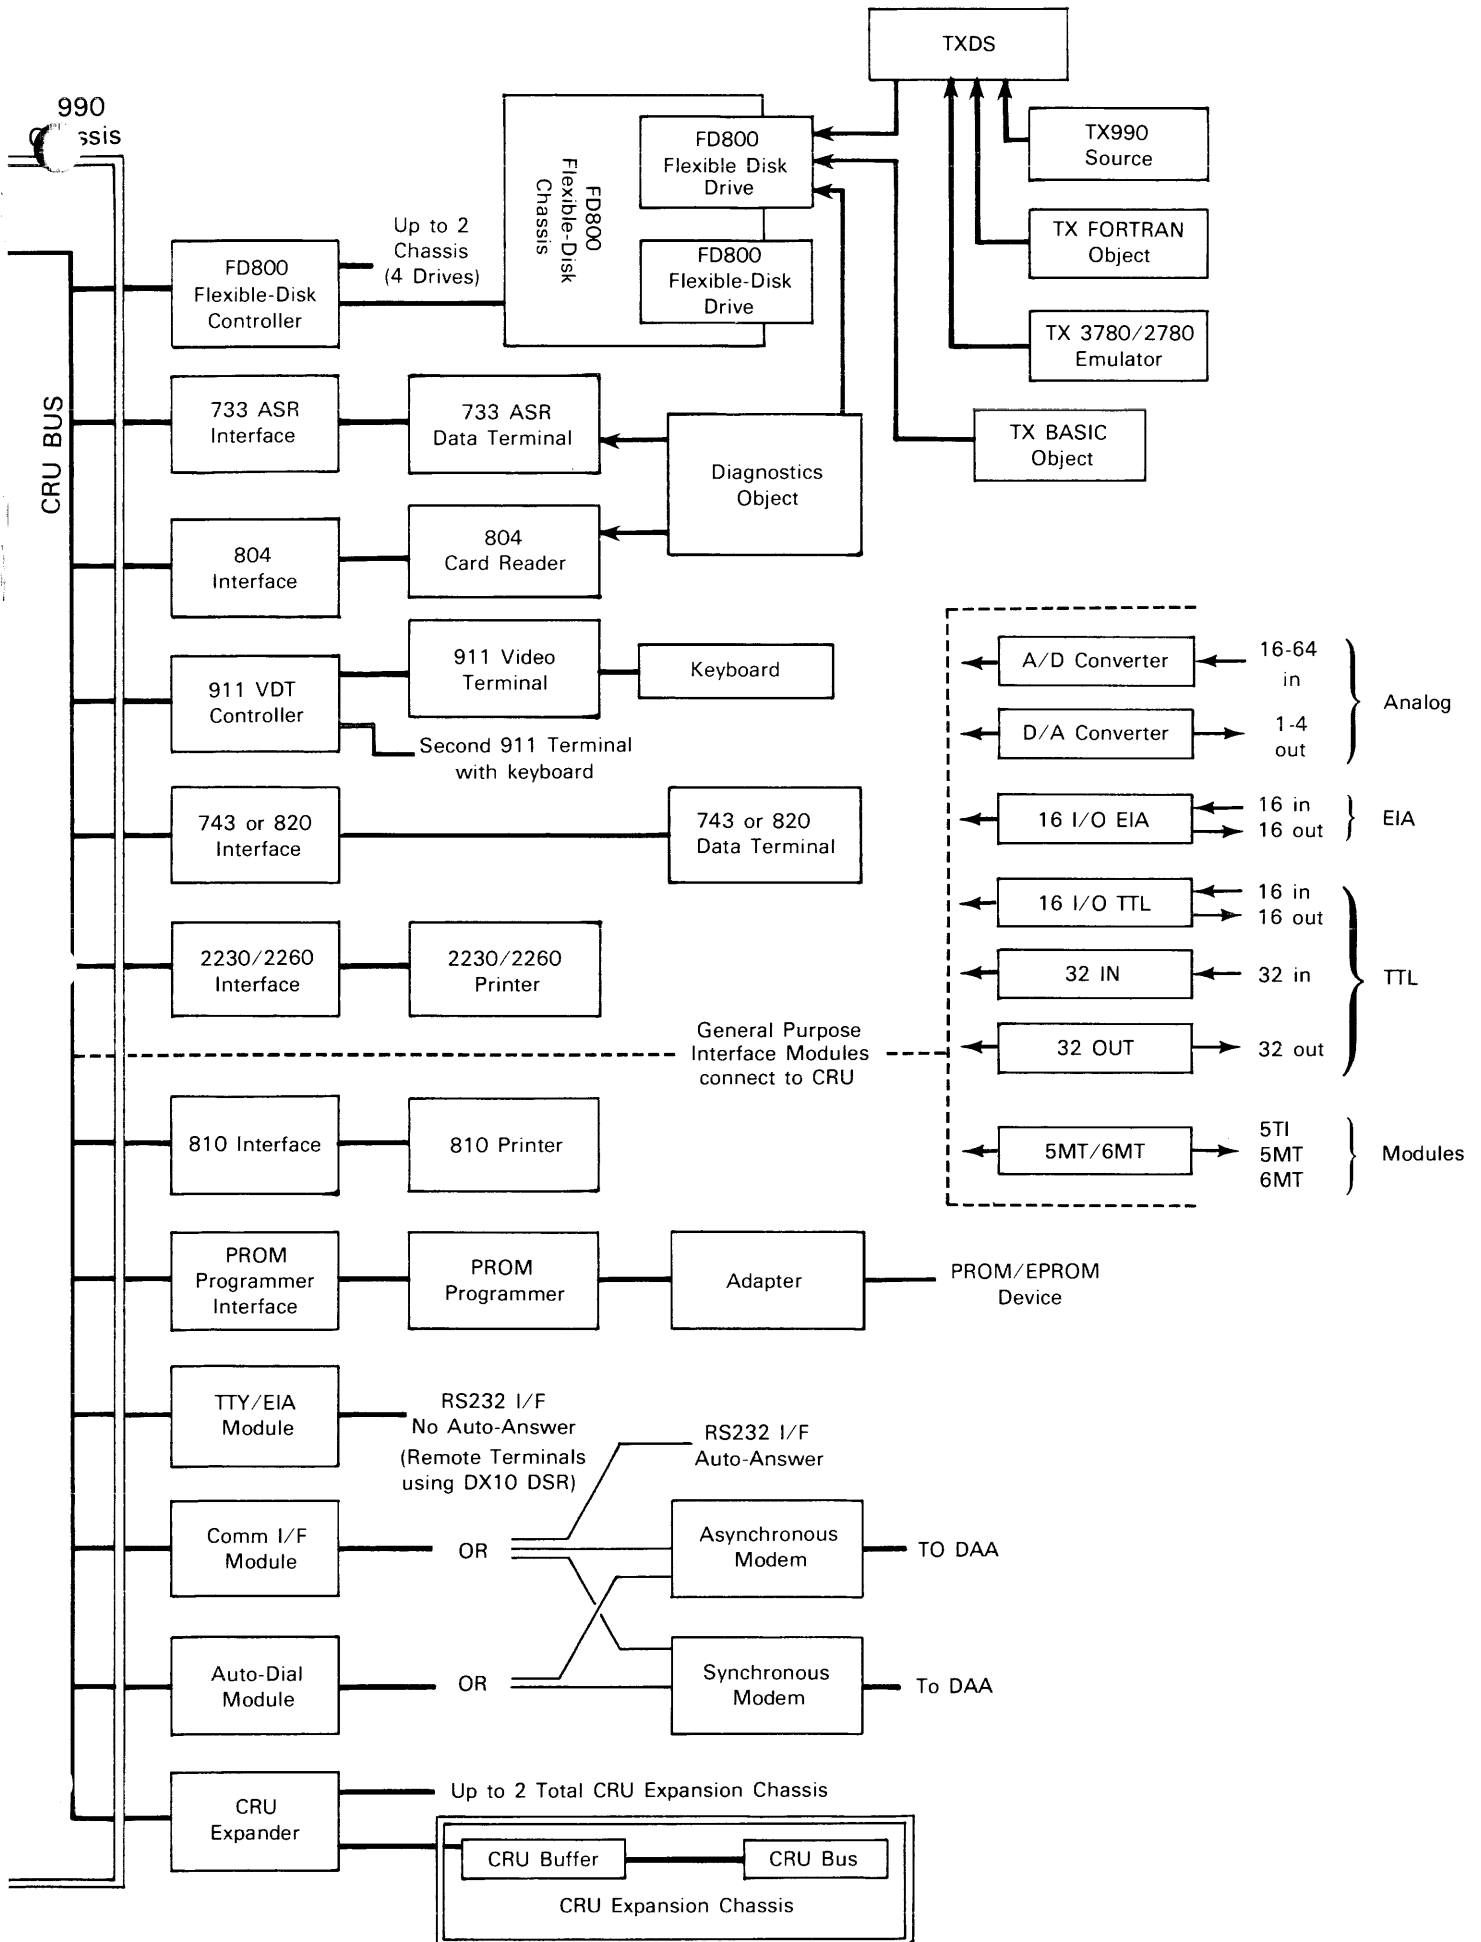 TXDS
990
TX990
Source
FD800
Flexible Disk
Drive
FD800
Flexible-Disk
Chassis
Up to 2
Chassis
(4 Drives)
FD800
Flexible-Disk
Controller
FD800
Flexible-Disk
Drive
TX FORTRAN
Object
TX 3780/2780
Emulator
CRU BUS
733 ASR
Interface
733 ASR
Data Terminal
Diagnostics
Object
TX BASIC
Object
804
Interface
804
Card Reader
911 VDT
Controller
911 Video
Terminal
Keyboard
Second 911 Terminal
with keyboard
743 or 820
Interface
743 or 820
Data Terminal
2230/2260
Interface
2230/2260
Printer
General Purpose
Interface Modules
connect to CRU
A/D Converter
16-64
in
D/A Converter
1-4
out
Analog
16 I/O EIA
16 in
16 out
EIA
16 I/O TTL
16 in
16 out
32 IN
32 in
TTL
32 OUT
32 out
5MT/6MT
5TI
5MT
6MT
Modules
810 Interface
810 Printer
PROM
Programmer
Interface
PROM
Programmer
Adapter
PROM/EPROM
Device
TTY/EIA
Module
RS232 I/F
No Auto-Answer
(Remote Terminals
using DX10 DSR)
RS232 I/F
Auto-Answer
Comm I/F
Module
OR
Asynchronous
Modem
TO DAA
Auto-Dial
Module
OR
Synchronous
Modem
To DAA
CRU
Expander
Up to 2 Total CRU Expansion Chassis
CRU Buffer
CRU Bus
CRU Expansion Chassis